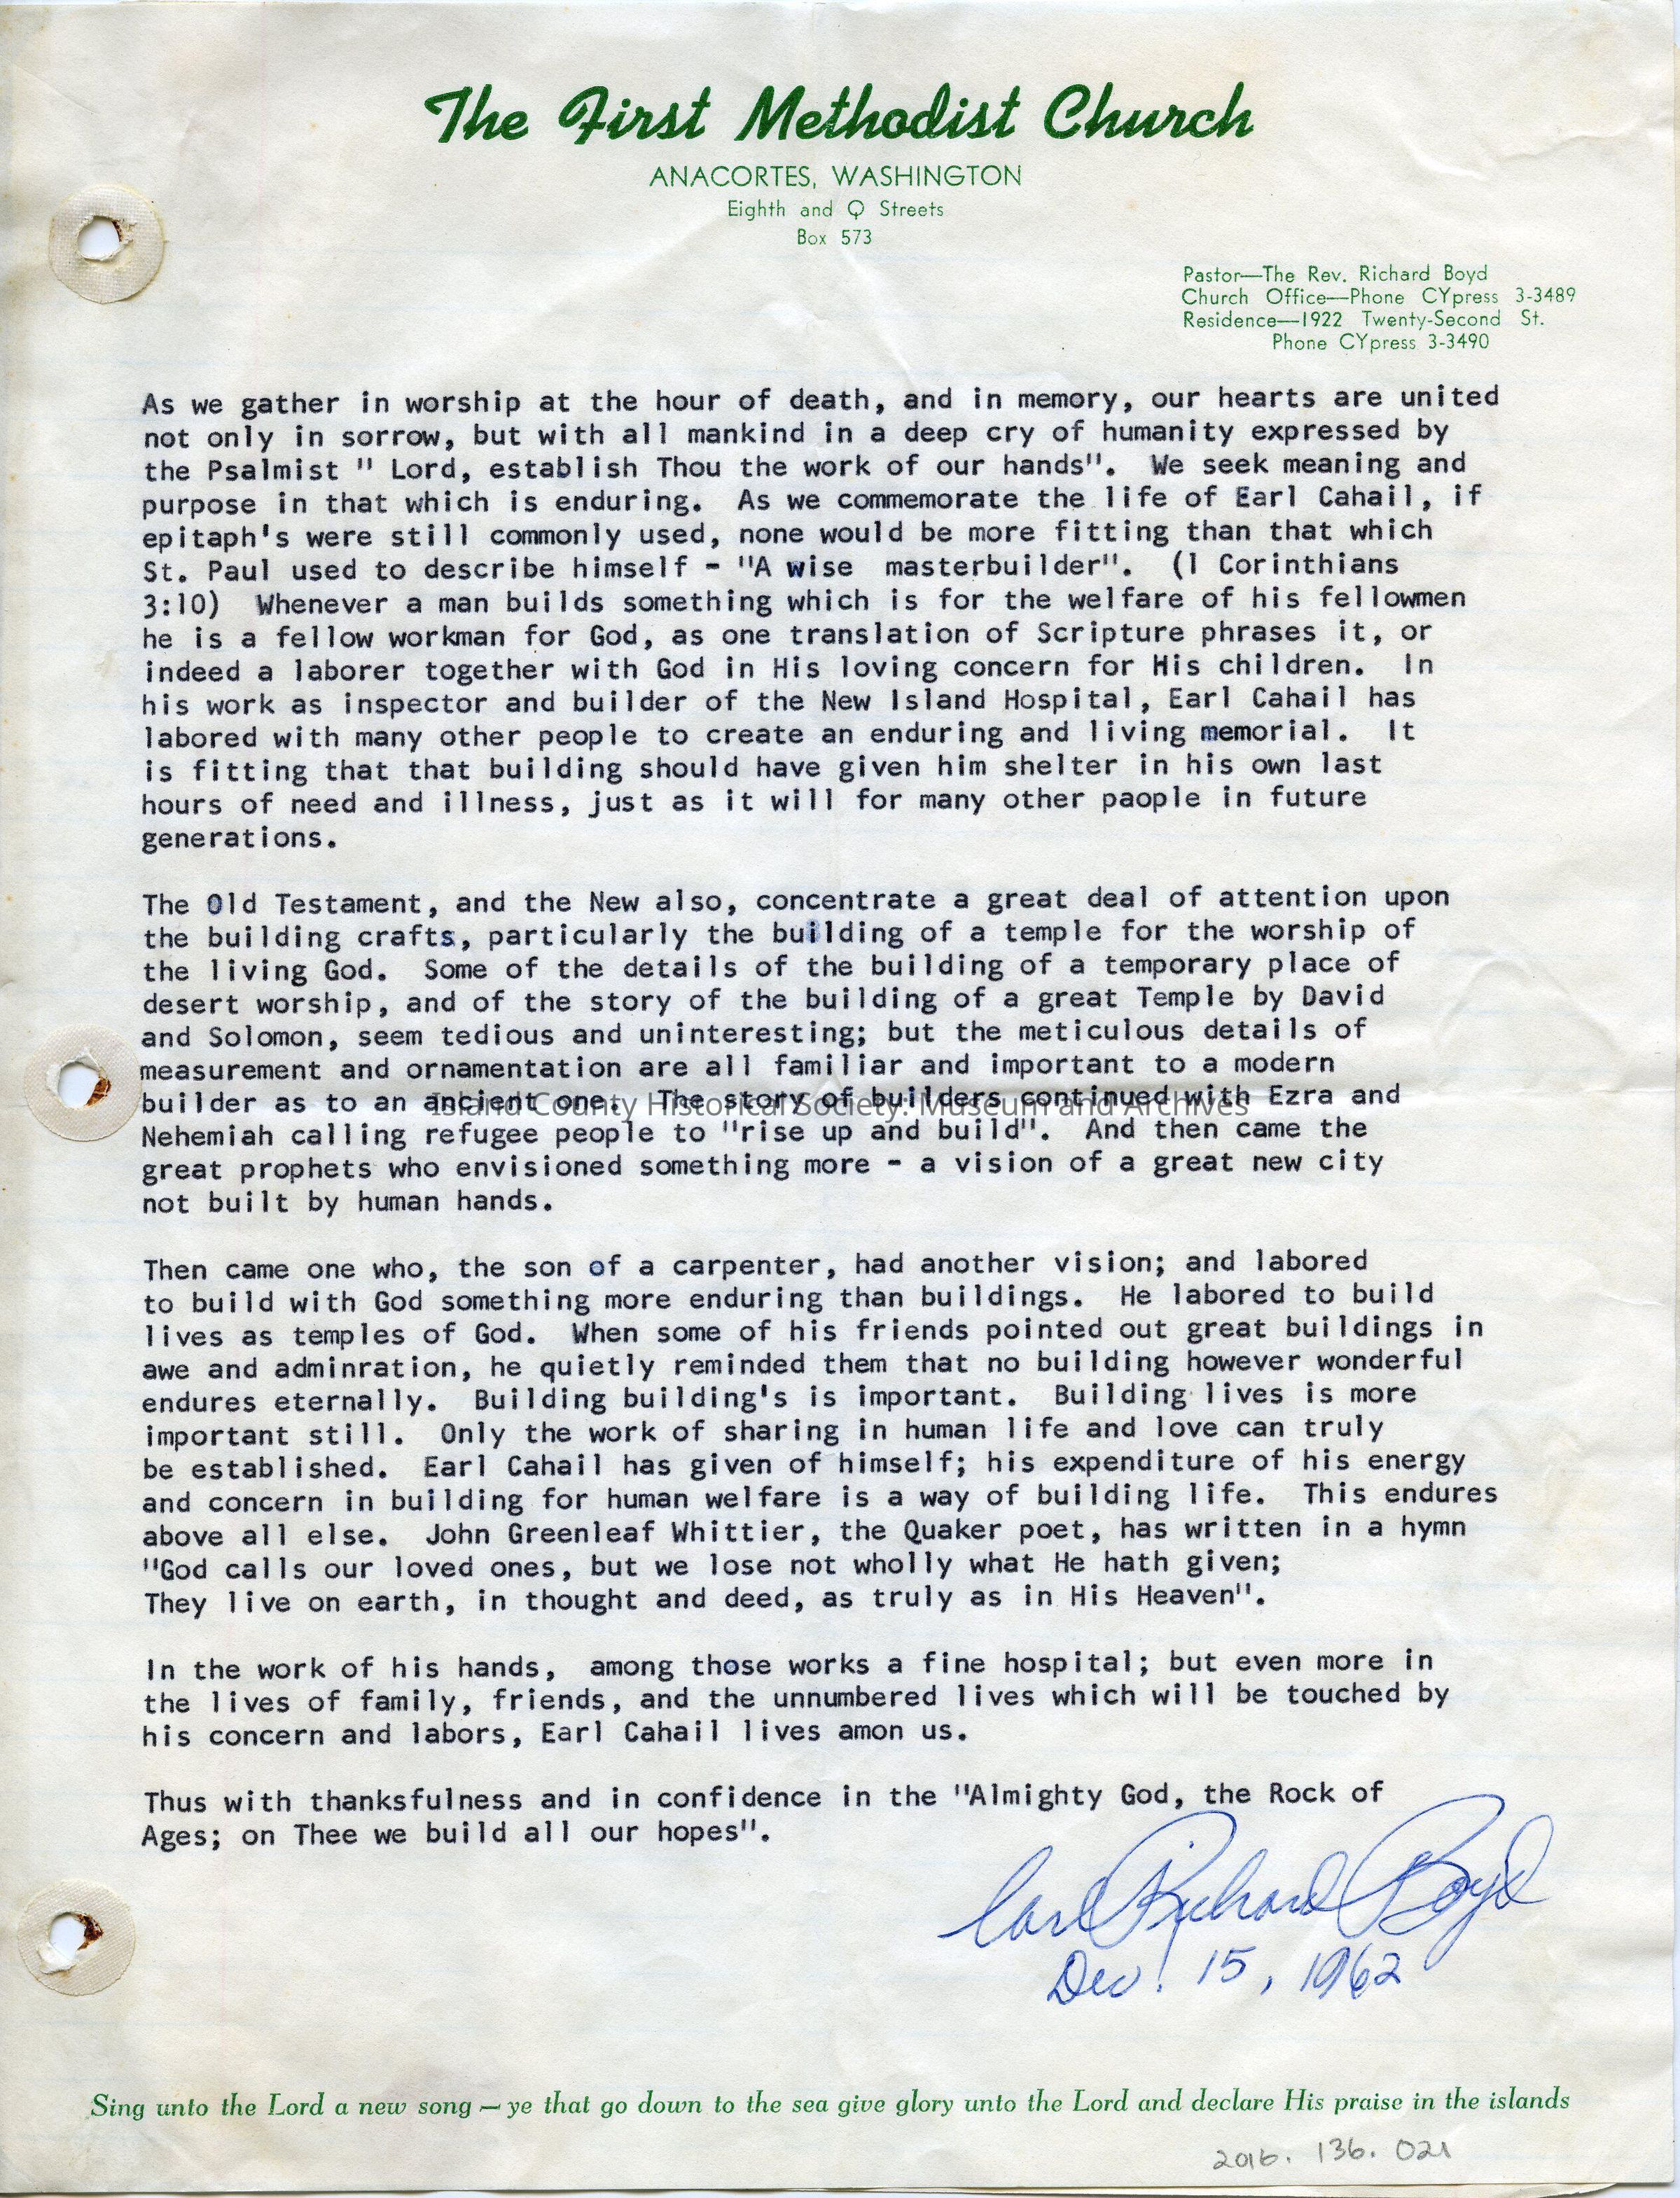 The First Methodist Church
ANACORTES, WASHINGTON
Eighth and Q Streets
Box 573
Pastor—The Rev. Richard Boyd
Church Office—Phone CYpress 3-3489
Residence—1922 Twenty-Second St.
Phone CYpress 3-3490
As we gather in worship at the hour of death, and in memory, our hearts are united
not only in sorrow, but with all mankind in a deep cry of humanity expressed by
the Psalmist " Lord, establish Thou the work of our hands". We seek meaning and
purpose in that which is enduring. As we commemorate the life of Earl Cahail, if
epitaph's were still commonly used, none would be more fitting than that which
St. Paul used to describe himself - "A wise masterbuilder". (I Corinthians
3:10) Whenever a man builds something which is for the welfare of his fellowmen
he is a fellow workman for God, as one translation of Scripture phrases it, or
indeed a laborer together with God in His loving concern for His children. In
his work as inspector and builder of the New Island Hospital, Earl Cahail has
labored with many other people to create an enduring and living memorial. It
is fitting that that building should have given him shelter in his own last
hours of need and illness, just as it will for many other paople in future
generations.
The Old Testament, and the New also, concentrate a great deal of attention upon
the building crafts, particularly the building of a temple for the worship of
the living God. Some of the details of the building of a temporary place of
desert worship, and of the story of the building of a great Temple by David
and Solomon, seem tedious and uninteresting; but the meticulous details of
measurement and ornamentation are all familiar and important to a modern
builder as to an ancient one. The story of builders continued with Ezra and
Island County Historical Society: Museum and Archives
Nehemiah calling refugee people to "rise up and build". And then came the
great prophets who envisioned something more - a vision of a great new city
not built by human hands.
Then came one who, the son of a carpenter, had another vision; and labored
to build with God something more enduring than buildings. He labored to build
lives as temples of God. When some of his friends pointed out great buildings in
awe and adminration, he quietly reminded them that no building however wonderful
endures eternally. Building building's is important. Building lives is more
important still. Only the work of sharing in human life and love can truly
be established. Earl Cahail has given of himself; his expenditure of his energy
and concern in building for human welfare is a way of building life. This endures
above all else. John Greenleaf Whittier, the Quaker poet, has written in a hymn
"God calls our loved ones, but we lose not wholly what He hath given;
They live on earth, in thought and deed, as truly as in His Heaven".
In the work of his hands, among those works a fine hospital; but even more in
the lives of family, friends, and the unnumbered lives which will be touched by
his concern and labors, Earl Cahail lives amon us.
Thus with thanksfulness and in confidence in the "Almighty God, the Rock of
Ages; on Thee we build all our hopes".
Carl Richard Boyd
Dec. 15, 1962
Sing unto the Lord a new song — ye that go down to the sea give glory unto the Lord and declare His praise in the islands
2016. 136. 021